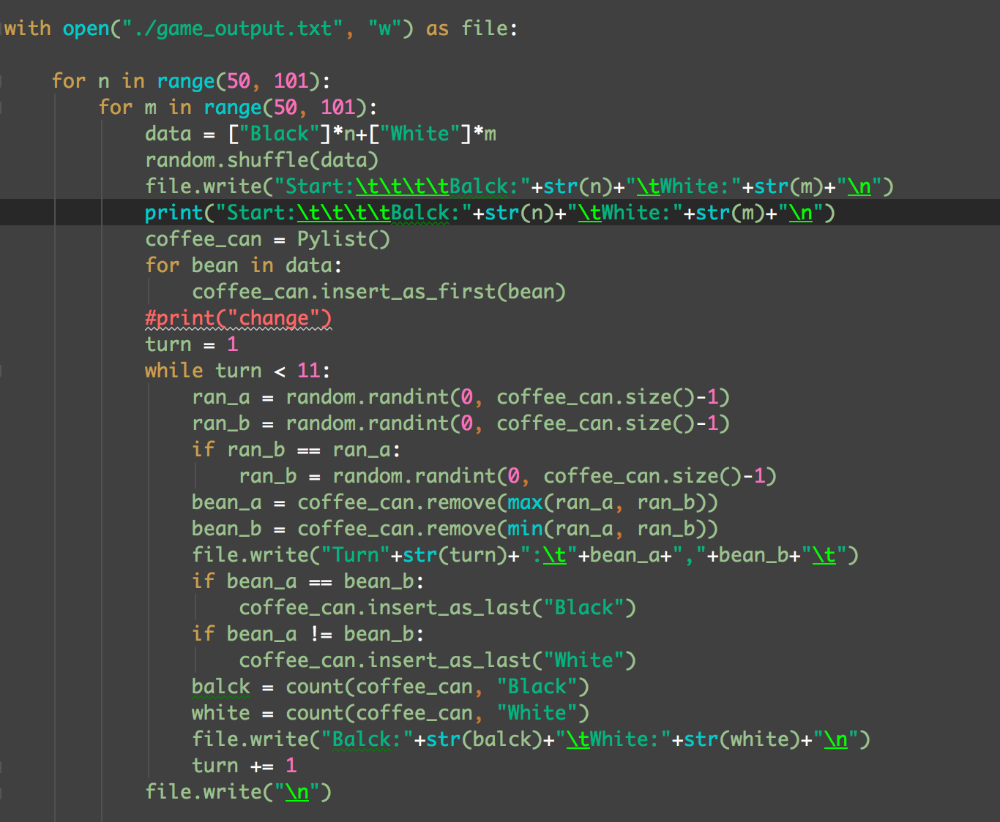 with open("./game_output.txt", "w") as file:
for n in range(50, 101):
for m in range(50, 101):
data = ["Black"]*n+["White"]*m
random.shuffle(data)
file.write("Start:\t\t\t\tBalck:"+str(n)+"\tWhite:"+str(m)+"\n")
print("Start:\t\t\t\tBalck:"+str(n)+"\tWhite:"+str(m)+"\n")
coffee_can = Pylist()
for bean in data:
coffee_can.insert_as_first(bean)
#print("change")
turn = 1
while turn < 11:
ran_a = random.randint(0, coffee_can.size()-1)
ran_b = random.randint(0, coffee_can.size()-1)
if ran_b == ran_a:
ran_b = random.randint(0, coffee_can.size()-1)
bean_a = coffee_can.remove(max(ran_a, ran_b))
bean_b = coffee_can.remove(min(ran_a, ran_b))
file.write("Turn"+str(turn)+":\t"+bean_a+","+bean_b+"\t")
if bean_a == bean_b:
coffee_can.insert_as_last("Black")
if bean_a != bean_b:
coffee_can.insert_as_last("White")
balck = count(coffee_can, "Black")
white = count(coffee_can, "White")
file.write("Balck:"+str(balck)+"\tWhite:"+str(white)+"\n")
turn += 1
file.write("\n")